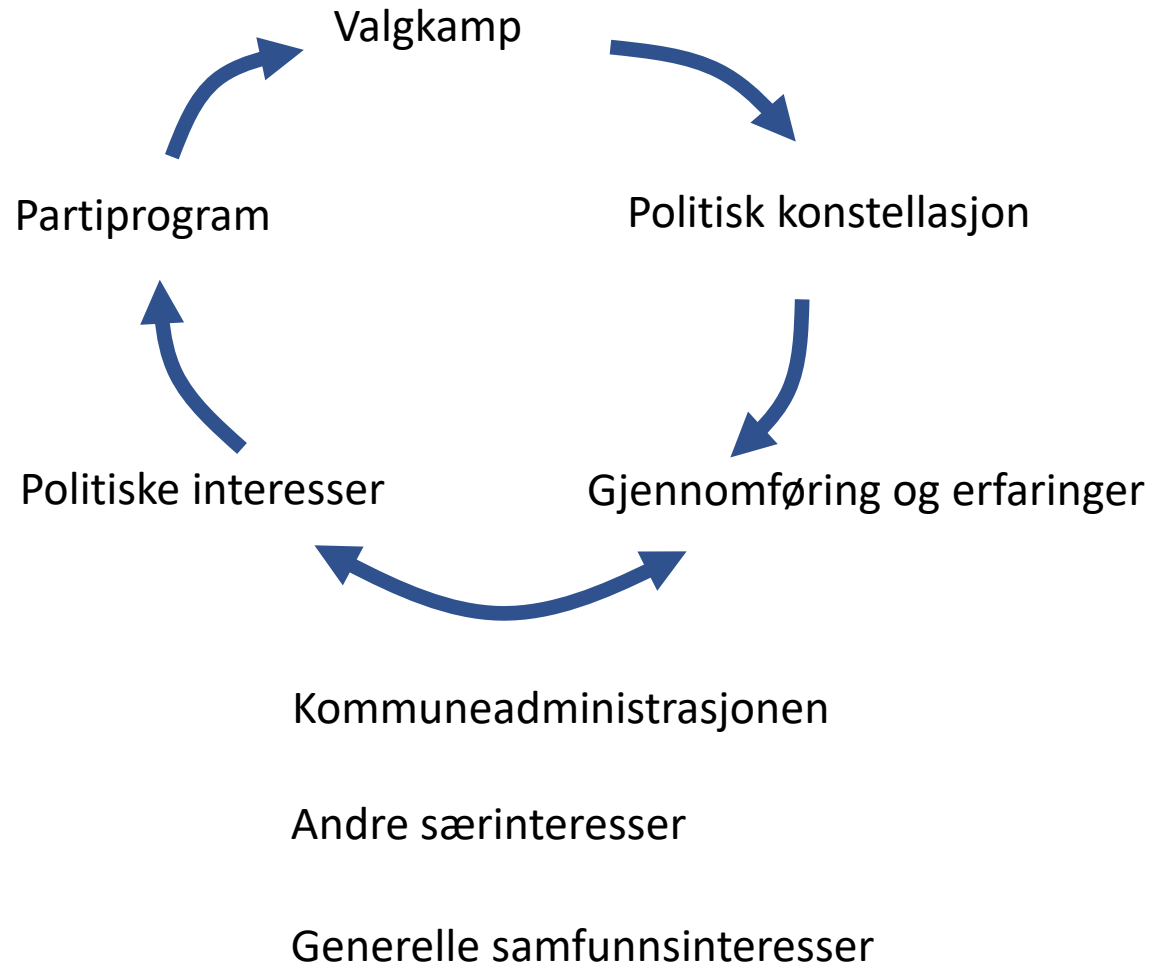 Valgkamp
Partiprogram
Politisk konstellasjon
Politiske interesser
Gjennomføring og erfaringer
Kommuneadministrasjonen
Andre særinteresser
Generelle samfunnsinteresser